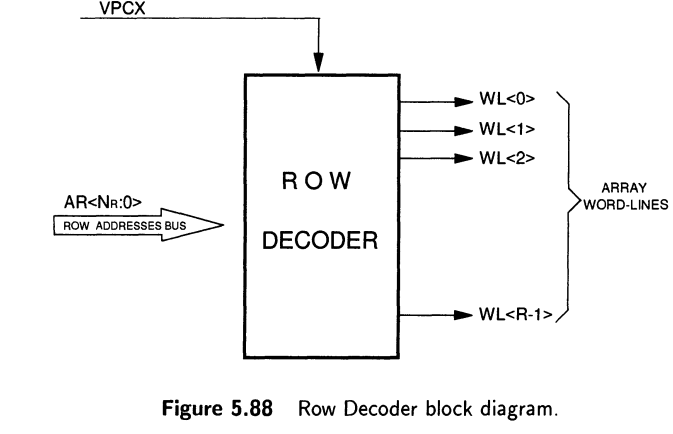 VPCX
WL<0>
WL<1>
WL<2>
ROW
DECODER
AR<NR:0>
ROW ADDRESSES BUS
ARRAY
WORD-LINES
WL<R-1>
Figure 5.88 Row Decoder block diagram.